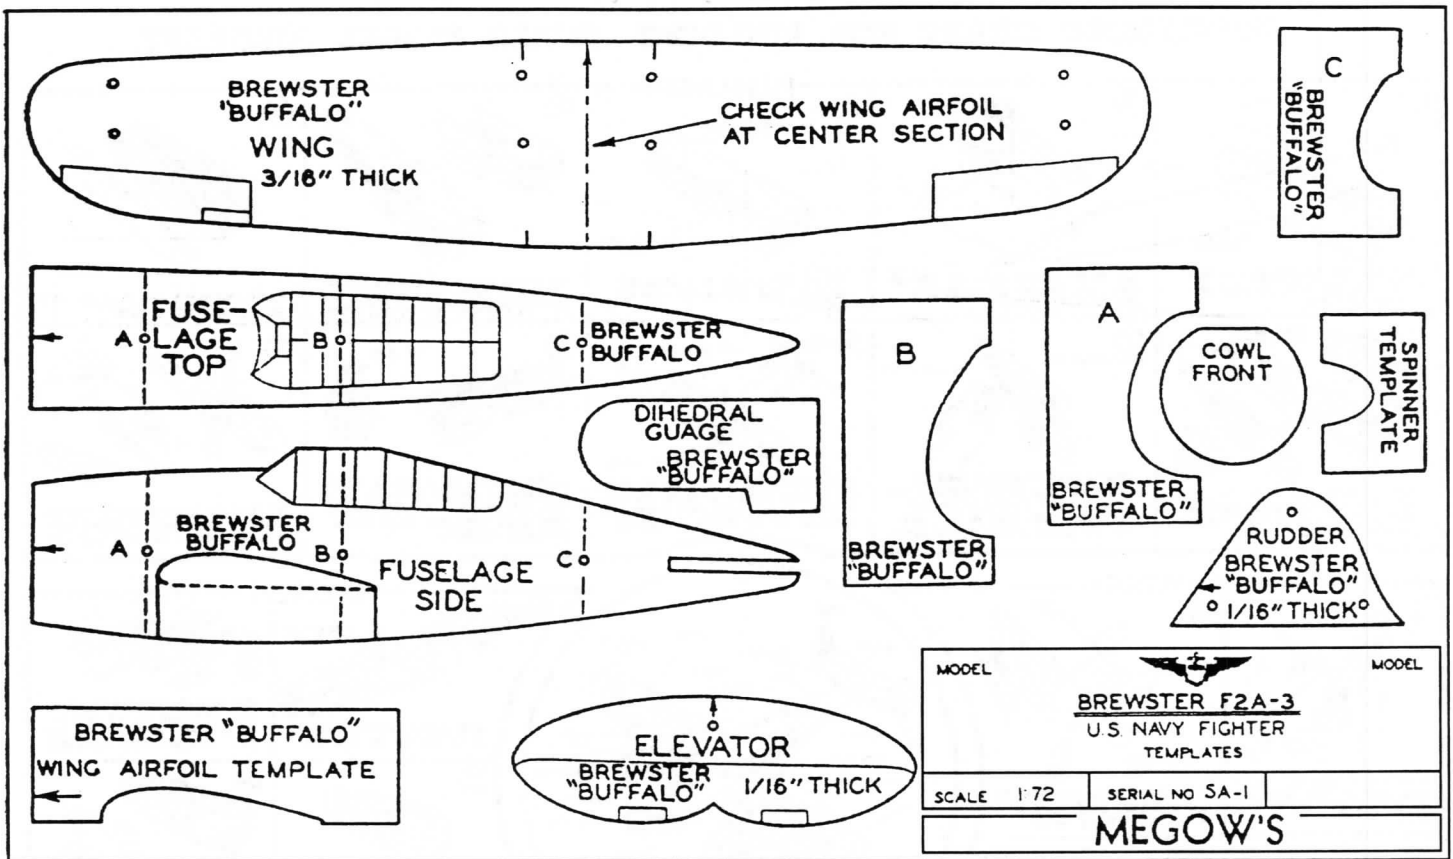 BREWSTER
"BUFFALO"
WING
3/16" THICK
CHECK WING AIRFOIL
AT CENTER SECTION
C
BREWSTER
"BUFFALO"
FUSE-
LAGE
TOP
A
B
C
BREWSTER
BUFFALO
DIHEDRAL
GUAGE
BREWSTER
"BUFFALO"
B
BREWSTER
"BUFFALO"
A
BREWSTER
"BUFFALO"
COWL
FRONT
SPINNER
TEMPLATE
A
BREWSTER
BUFFALO
B
C
FUSELAGE
SIDE
RUDDER
BREWSTER
"BUFFALO"
1/16" THICK
BREWSTER "BUFFALO"
WING AIRFOIL TEMPLATE
ELEVATOR
BREWSTER
"BUFFALO"
1/16" THICK
MODEL
MODEL
BREWSTER F2A-3
U.S. NAVY FIGHTER
TEMPLATES
SCALE 1:72
SERIAL NO SA-1
MEGOW'S